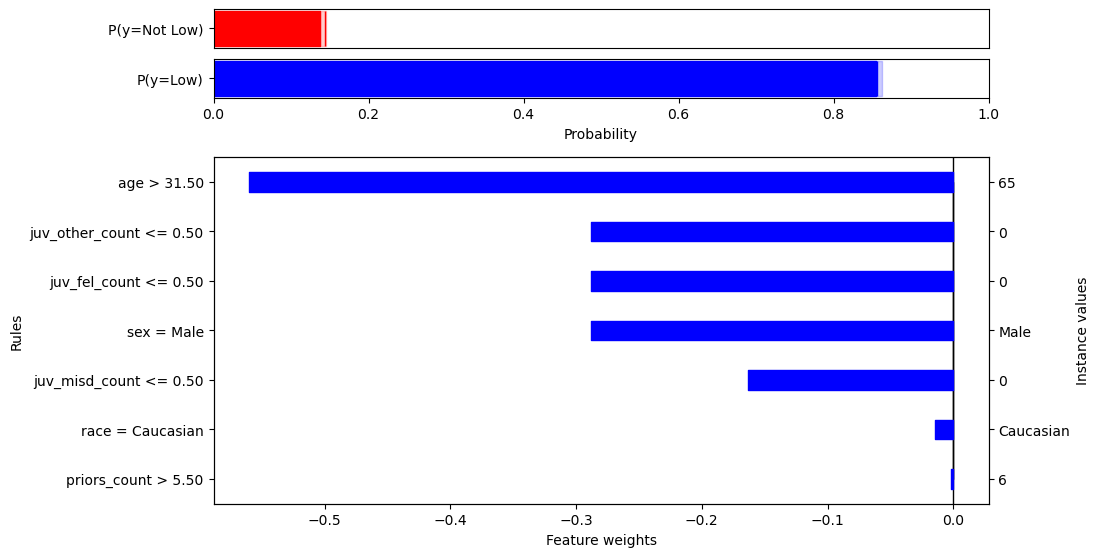 P(y=Not Low)
P(y=Low)
0.0 0.2 0.4 0.6 0.8 1.0
Probability
Rules
age > 31.50 65
juv_other_count <= 0.50 0
juv_fel_count <= 0.50 0
sex = Male Male
juv_misd_count <= 0.50 0
race = Caucasian Caucasian
priors_count > 5.50 6
Instance values
−0.5 −0.4 −0.3 −0.2 −0.1 0.0
Feature weights